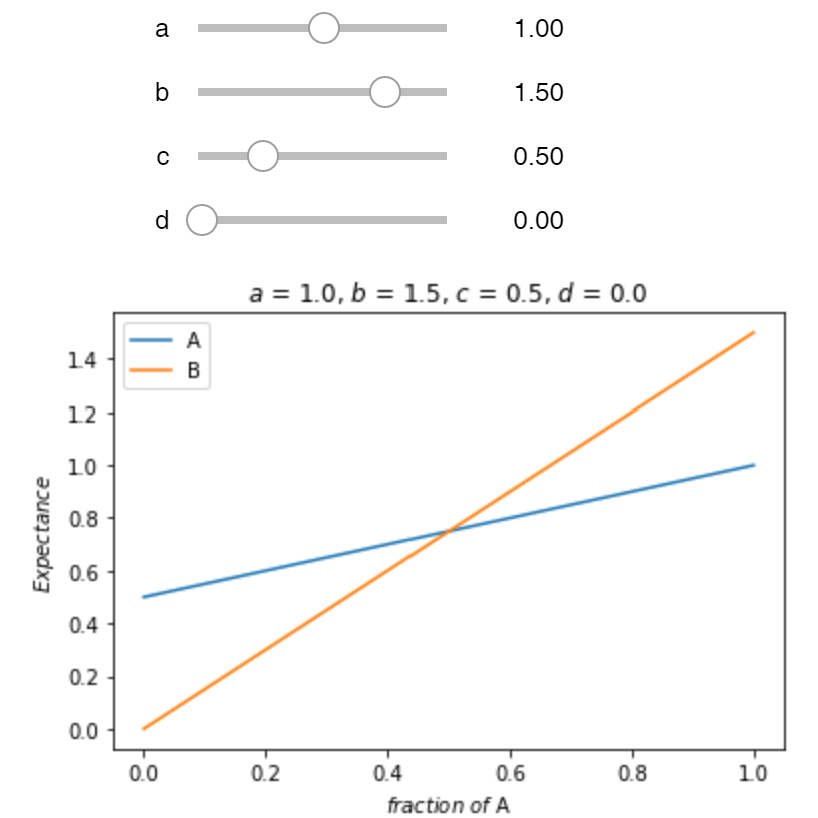 a 1.00
b 1.50
c 0.50
d 0.00
a = 1.0, b = 1.5, c = 0.5, d = 0.0
A
B
1.4
1.2
1.0
0.8
0.6
0.4
0.2
0.0
Expectance
0.0 0.2 0.4 0.6 0.8 1.0
fraction of A